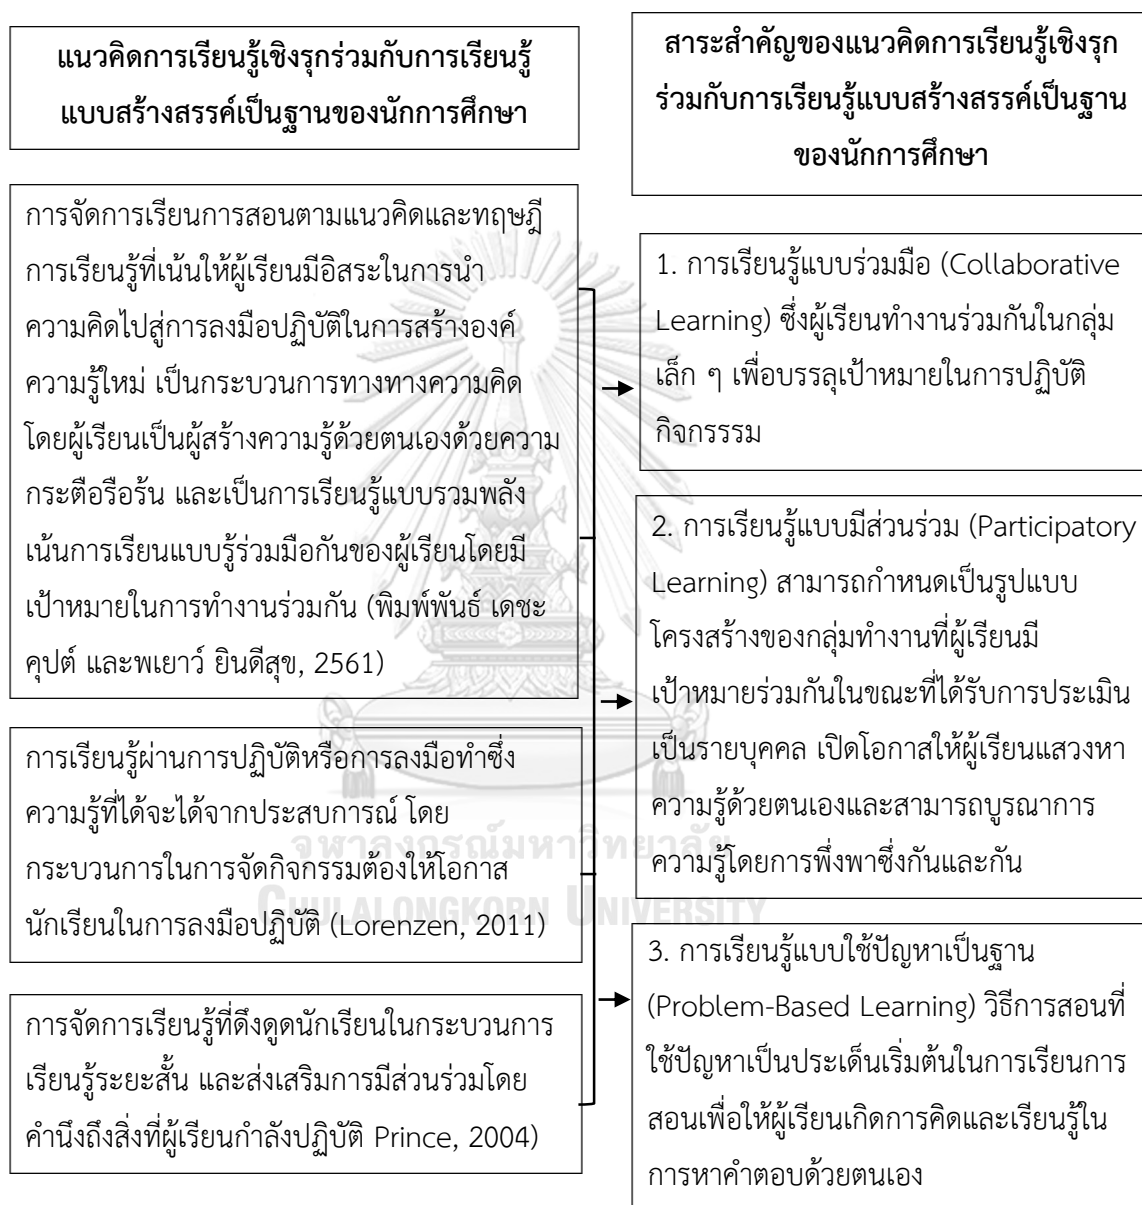 แนวคิดการเรียนรู้เชิงรุกร่วมกับการเรียนรู้
แบบสร้างสรรค์เป็นฐานของนักการศึกษา
การจัดการเรียนการสอนตามแนวคิดและทฤษฎี
การเรียนรู้ที่เน้นให้ผู้เรียนมีอิสระในการนำ
ความคิดไปสู่การลงมือปฏิบัติในการสร้างองค์
ความรู้ใหม่ เป็นกระบวนการทางทางความคิด
โดยผู้เรียนเป็นผู้สร้างความรู้ด้วยตนเองด้วยความ
กระตือรือร้น และเป็นการเรียนรู้แบบรวมพลัง
เน้นการเรียนแบบรู้ร่วมมือกันของผู้เรียนโดยมี
เป้าหมายในการทำงานร่วมกัน (พิมพ์พันธ์ เดชะ
คุปต์ และพเยาว์ ยินดีสุข, 2561)
การเรียนรู้ผ่านการปฏิบัติหรือการลงมือทำซึ่ง
ความรู้ที่ได้จะได้จากประสบการณ์ โดย
กระบวนการในการจัดกิจกรรมต้องให้โอกาส
นักเรียนในการลงมือปฏิบัติ (Lorenzen, 2011)
การจัดการเรียนรู้ที่ดึงดูดนักเรียนในกระบวนการ
เรียนรู้ระยะสั้น และส่งเสริมการมีส่วนร่วมโดย
คำนึงถึงสิ่งที่ผู้เรียนกำลังปฏิบัติ Prince, 2004)
สาระสำคัญของแนวคิดการเรียนรู้เชิงรุก
ร่วมกับการเรียนรู้แบบสร้างสรรค์เป็นฐาน
ของนักการศึกษา
1. การเรียนรู้แบบร่วมมือ (Collaborative
Learning) ซึ่งผู้เรียนทำงานร่วมกันในกลุ่ม
เล็ก ๆ เพื่อบรรลุเป้าหมายในการปฏิบัติ
กิจกรรรม
2. การเรียนรู้แบบมีส่วนร่วม (Participatory
Learning) สามารถกำหนดเป็นรูปแบบ
โครงสร้างของกลุ่มทำงานที่ผู้เรียนมี
เป้าหมายร่วมกันในขณะที่ได้รับการประเมิน
เป็นรายบุคคล เปิดโอกาสให้ผู้เรียนแสวงหา
ความรู้ด้วยตนเองและสามารถบูรณาการ
ความรู้โดยการพึ่งพาซึ่งกันและกัน
3. การเรียนรู้แบบใช้ปัญหาเป็นฐาน
(Problem-Based Learning) วิธีการสอนที่
ใช้ปัญหาเป็นประเด็นเริ่มต้นในการเรียนการ
สอนเพื่อให้ผู้เรียนเกิดการคิดและเรียนรู้ใน
การหาคำตอบด้วยตนเอง
จุฬาลงกรณ์มหาวิทยาลัย
CHULALONGKORN UNIVERSITY